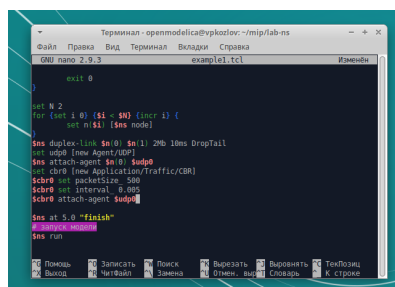 Терминал - openmodelica@vpkozlov: ~/mip/lab-ns
Файл Правка Вид Терминал Вкладки Справка
GNU nano 2.9.3 example1.tcl Изменён
exit 0
}
set N 2
for {set i 0} {$i < $N} {incr i} {
set n($i) [$ns node]
}
$ns duplex-link $n(0) $n(1) 2Mb 10ms DropTail
set udp0 [new Agent/UDP]
$ns attach-agent $n(0) $udp0
set cbr0 [new Application/Traffic/CBR]
$cbr0 set packetSize_ 500
$cbr0 set interval_ 0.005
$cbr0 attach-agent $udp0
$ns at 5.0 "finish"
# запуск модели
$ns run
^G Помощь ^O Записать ^W Поиск ^K Вырезать ^J Выровнять ^C ТекПозиц
^X Выход ^R ЧитФайл ^\ Замена ^U Отмен. выр ^T Словарь ^_ К строке